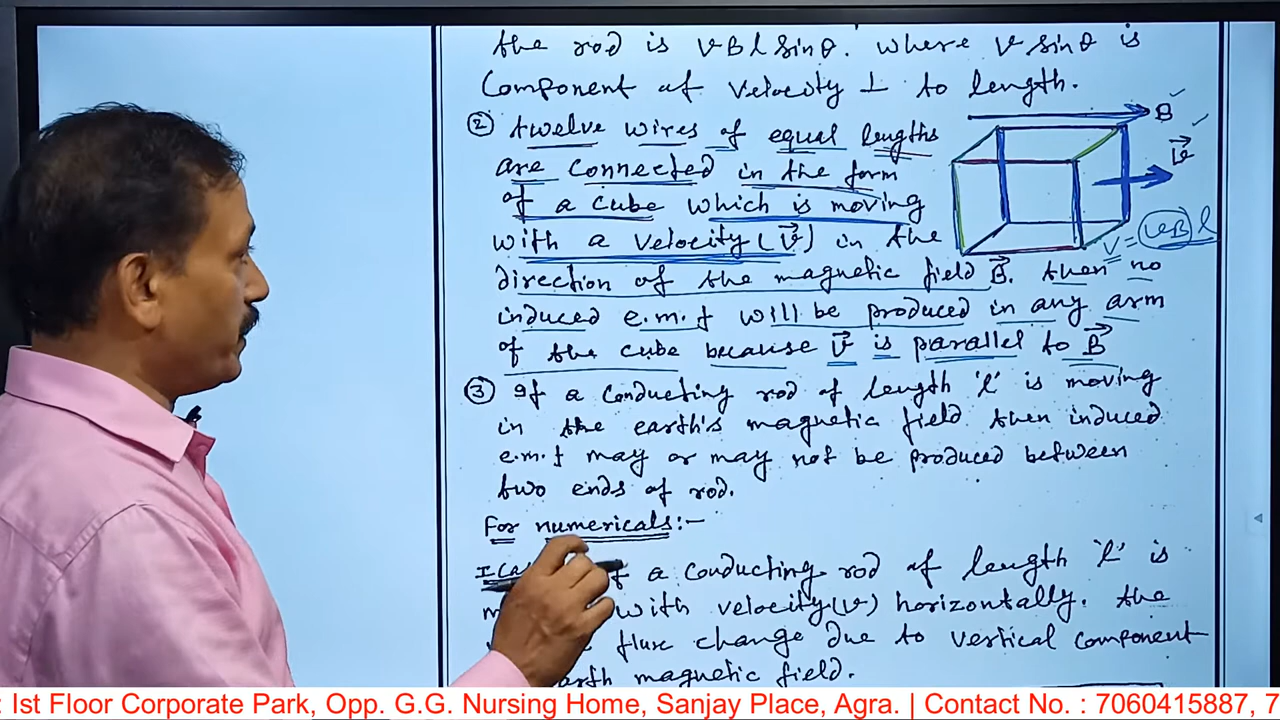 the rod is vBl sinθ. where v sinθ is
Component of velocity ⊥ to length.
② twelve wires of equal lengths
are connected in the form
of a cube which is moving
with a velocity (v⃗) in the
direction of the magnetic field B⃗. then no
induced e.m.f will be produced in any arm
of the cube because v⃗ is parallel to B⃗
B
v⃗
V = (vB) l
③ If a conducting rod of length 'l' is moving
in the earth's magnetic field then induced
e.m.f may or may not be produced between
two ends of rod.
For numericals:-
I a conducting rod of length 'l' is
with velocity (v) horizontally. the
flux change due to vertical component
magnetic field.
: Ist Floor Corporate Park, Opp. G.G. Nursing Home, Sanjay Place, Agra. | Contact No. : 7060415887, 7